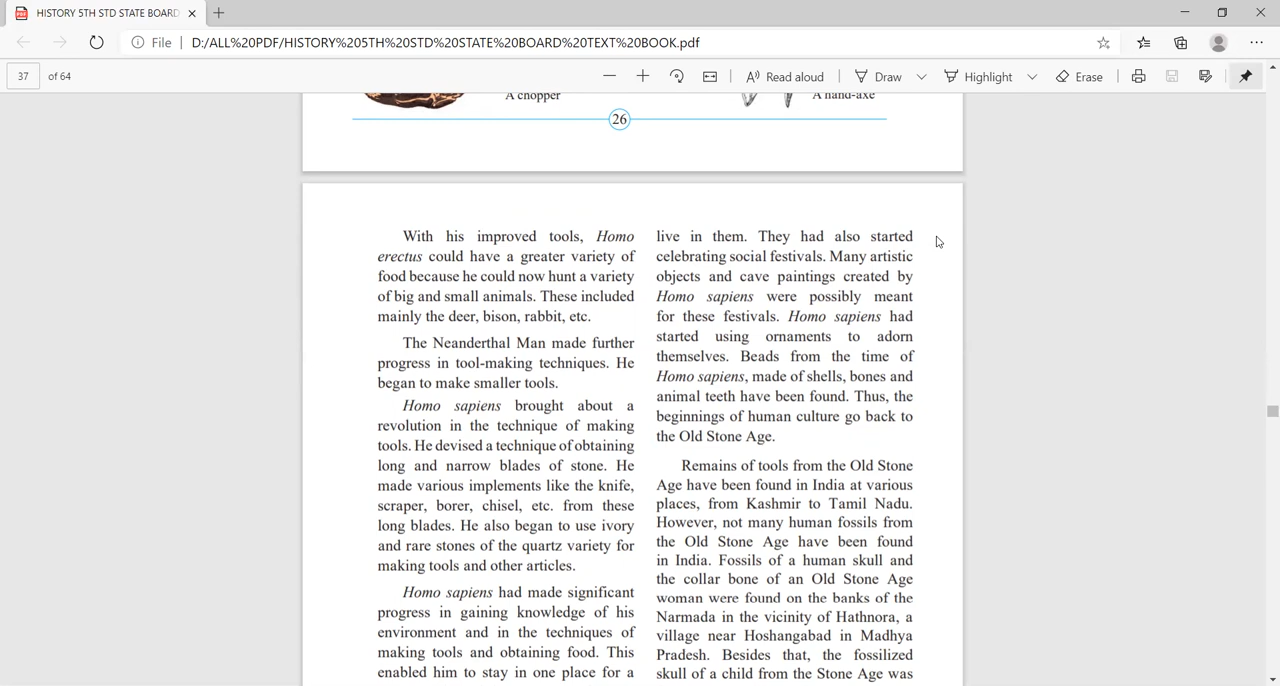 HISTORY 5TH STD STATE BOARD
File
D:/ALL%20PDF/HISTORY%205TH%20STD%20STATE%20BOARD%20TEXT%20BOOK.pdf
37 of 64
Read aloud
Draw
Highlight
Erase
A chopper
A hand-axe
26
With his improved tools, Homo
erectus could have a greater variety of
food because he could now hunt a variety
of big and small animals. These included
mainly the deer, bison, rabbit, etc.
The Neanderthal Man made further
progress in tool-making techniques. He
began to make smaller tools.
Homo sapiens brought about a
revolution in the technique of making
tools. He devised a technique of obtaining
long and narrow blades of stone. He
made various implements like the knife,
scraper, borer, chisel, etc. from these
long blades. He also began to use ivory
and rare stones of the quartz variety for
making tools and other articles.
Homo sapiens had made significant
progress in gaining knowledge of his
environment and in the techniques of
making tools and obtaining food. This
enabled him to stay in one place for a
live in them. They had also started
celebrating social festivals. Many artistic
objects and cave paintings created by
Homo sapiens were possibly meant
for these festivals. Homo sapiens had
started using ornaments to adorn
themselves. Beads from the time of
Homo sapiens, made of shells, bones and
animal teeth have been found. Thus, the
beginnings of human culture go back to
the Old Stone Age.
Remains of tools from the Old Stone
Age have been found in India at various
places, from Kashmir to Tamil Nadu.
However, not many human fossils from
the Old Stone Age have been found
in India. Fossils of a human skull and
the collar bone of an Old Stone Age
woman were found on the banks of the
Narmada in the vicinity of Hathnora, a
village near Hoshangabad in Madhya
Pradesh. Besides that, the fossilized
skull of a child from the Stone Age was